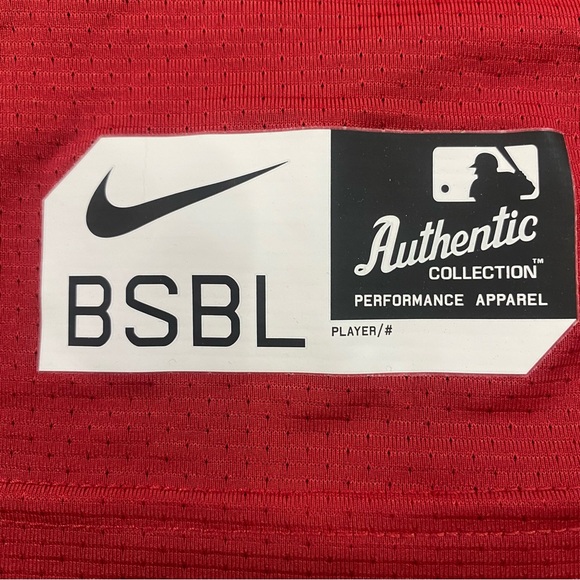 BSBL
Authentic
COLLECTION™
PERFORMANCE APPAREL
PLAYER/#